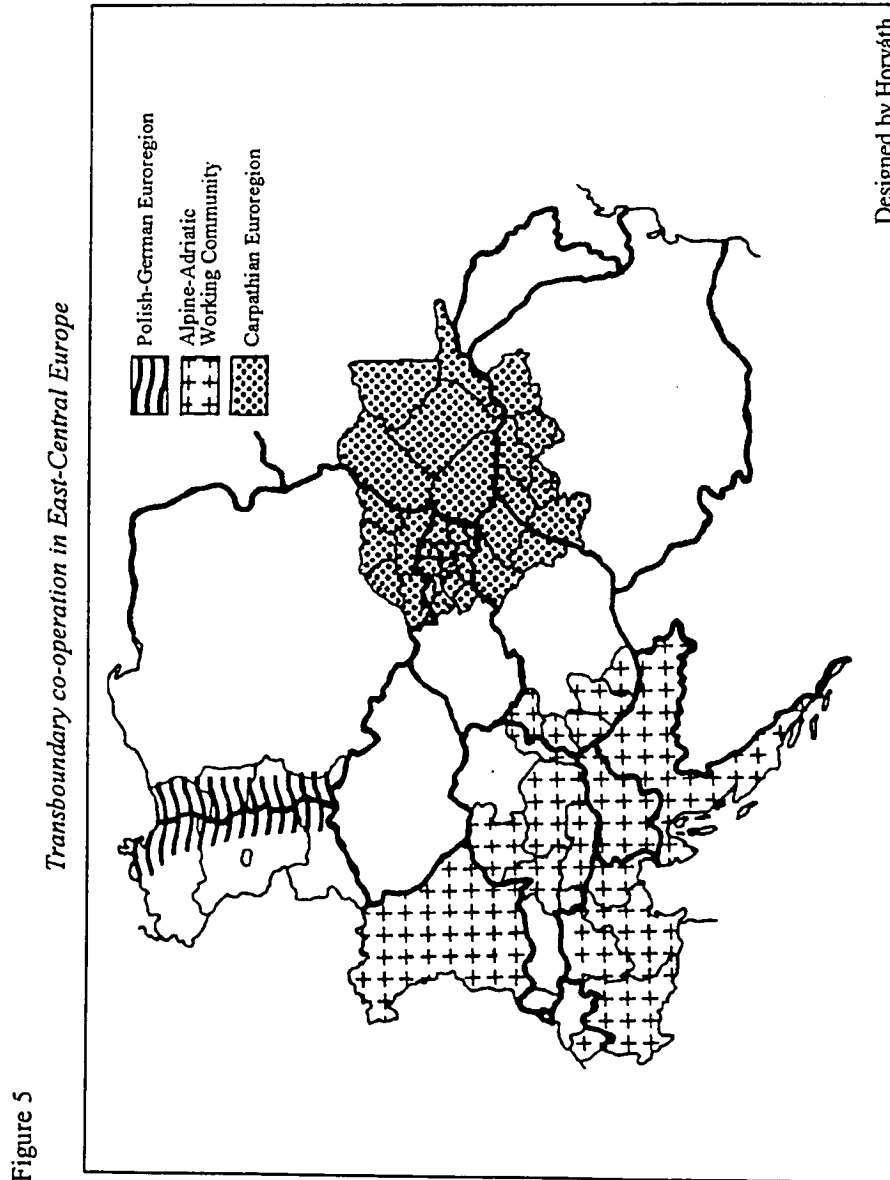 Figure 5
Transboundary co-operation in East-Central Europe
Polish-German Euroregion
Alpine-Adriatic
Working Community
Carpathian Euroregion
Designed by Horváth